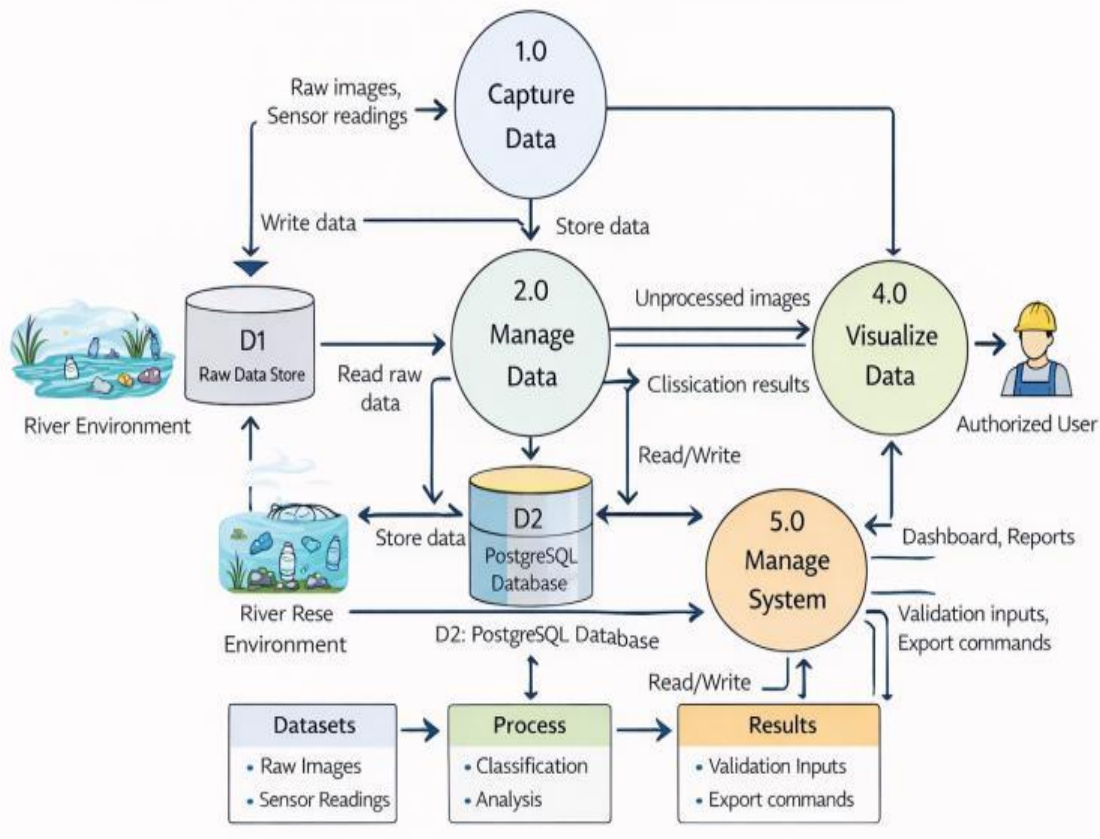 1.0
Capture
Data
Raw images,
Sensor readings
Write data
Store data
2.0
Manage
Data
Unprocessed images
4.0
Visualize
Data
D1
Raw Data Store
Read raw
data
Clissication results
River Environment
Authorized User
Read/Write
D2
PostgreSQL
Database
Store data
5.0
Manage
System
Dashboard, Reports
River Rese
Environment
D2: PostgreSQL Database
Validation inputs,
Export commands
Read/Write
Datasets
• Raw Images
• Sensor Readings
Process
• Classification
• Analysis
Results
• Validation Inputs
• Export commands